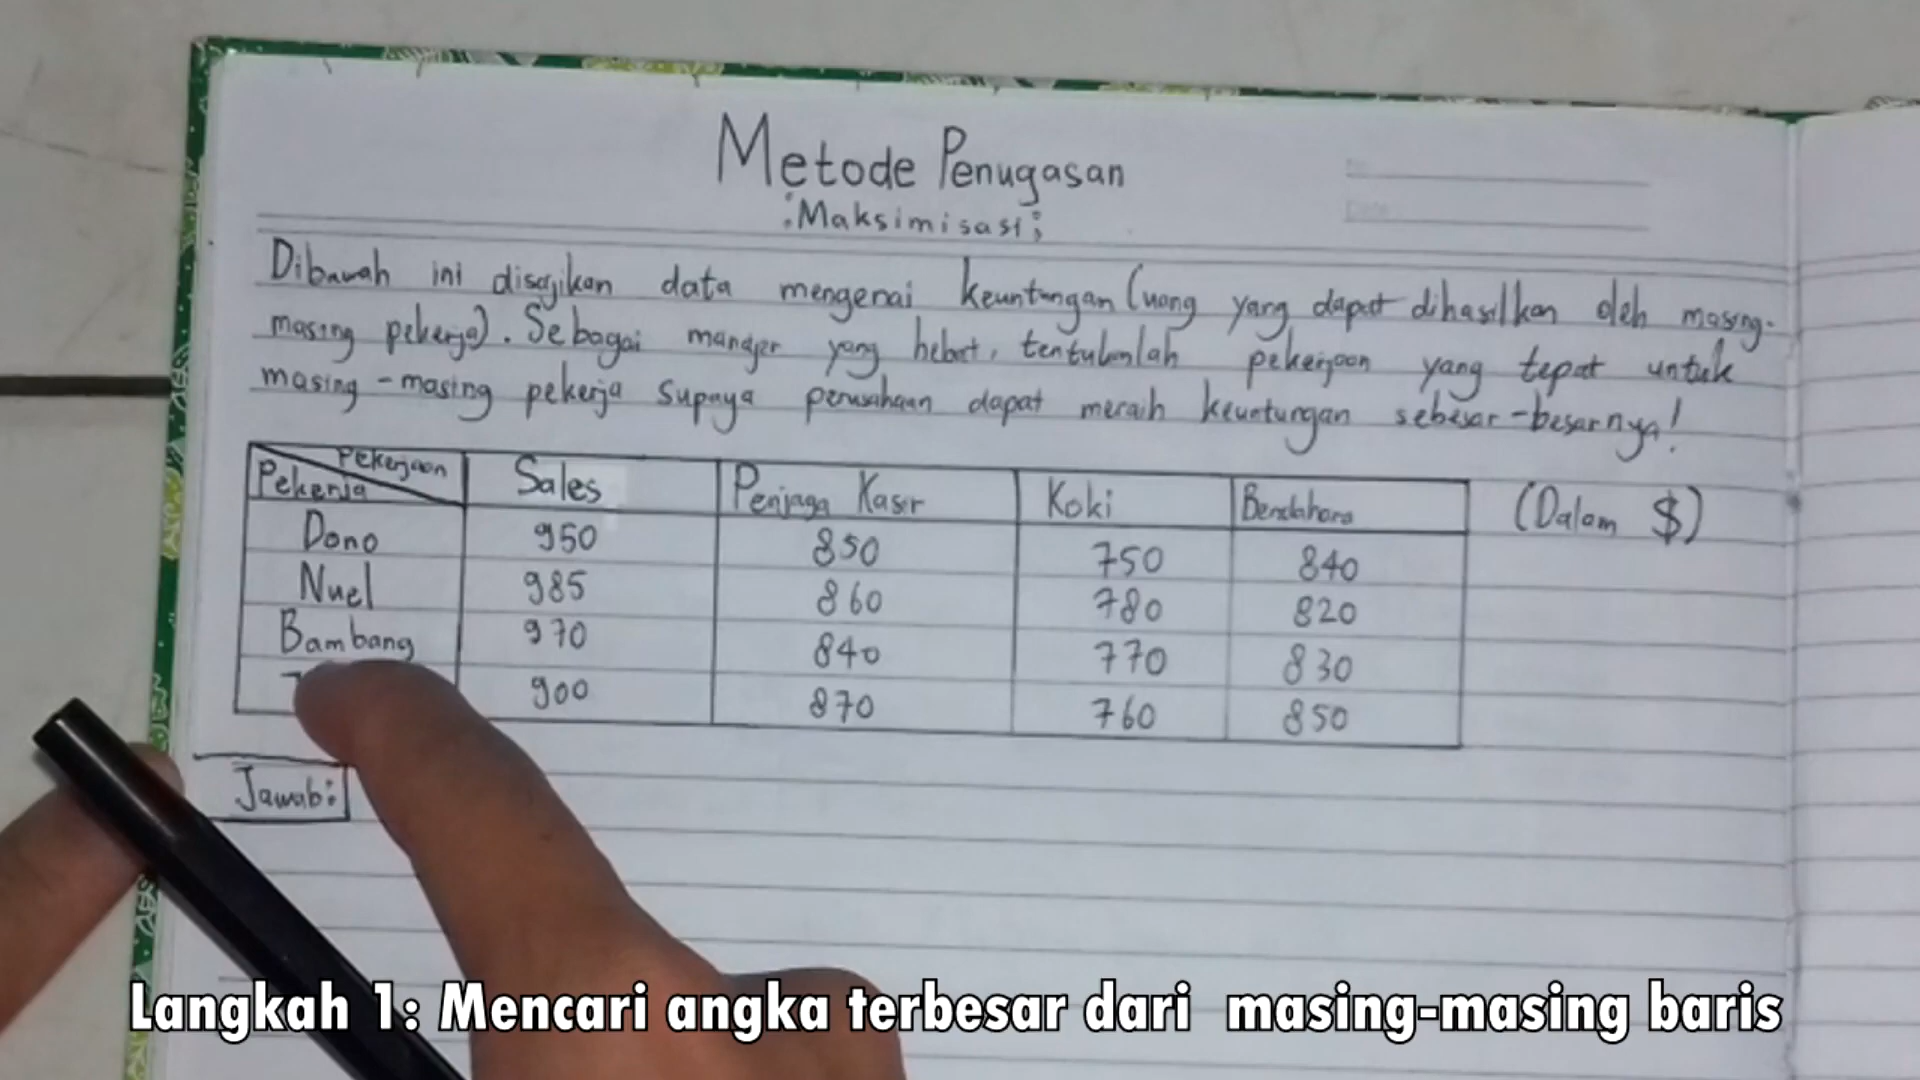 Metode Penugasan
:Maksimisasi:
Dibawah ini disajikan data mengenai keuntungan (uang yang dapat dihasilkan oleh masing-
masing pekerja). Sebagai manajer yang hebat, tentukanlah pekerjaan yang tepat untuk
masing-masing pekerja supaya perusahaan dapat meraih keuntungan sebesar-besarnya!
Pekerjaan
Pekerja Sales Penjaga Kasir Koki Bendahara (Dalam $)
Dono 950 850 750 840
Nuel 985 860 780 820
Bambang 970 840 770 830
900 870 760 850
Jawab:
Langkah 1: Mencari angka terbesar dari masing-masing baris